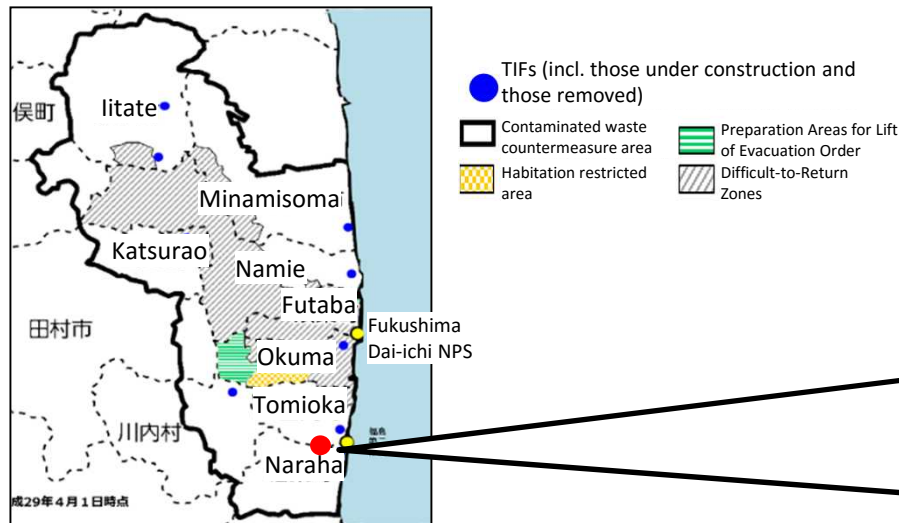 俣町
Iitate
Minamisoma
Katsurao
Namie
Futaba
Fukushima
Dai-ichi NPS
田村市
Okuma
Tomioka
川内村
Naraha
成29年4月1日時点
TIFs (incl. those under construction and
those removed)
Contaminated waste
countermeasure area
Preparation Areas for Lift
of Evacuation Order
Habitation restricted
area
Difficult-to-Return
Zones